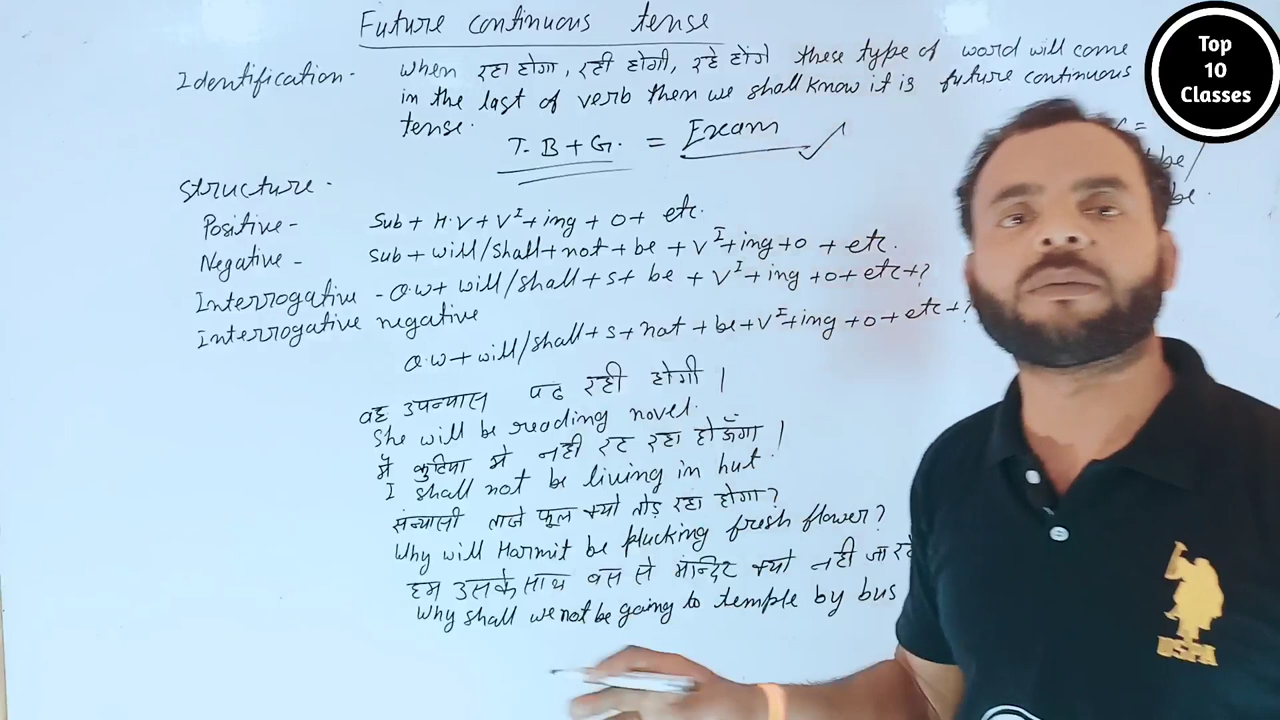 Future continuous tense
Top
10
Classes
Identification - when रहा होगा, रही होगी, रहे होंगे these type of word will come
in the last of verb then we shall know it is future continuous
tense.
T. B + G. = Exam ✓
be/
be.
Structure -
Positive - Sub + H.V + V^I + ing + O + etc.
Negative - Sub + will/shall + not + be + V^I + ing + O + etc.
Interrogative - Q.W + will/shall + S + be + V^I + ing + O + etc + ?
Interrogative negative
Q.W + will/shall + S + not + be + V^I + ing + O + etc + ?
वह उपन्यास पढ रही होगी।
She will be reading novel.
मैं कुटिया मे नही रह रहा होऊँगा।
I shall not be living in hut.
संन्यासी ताजे फूल क्यो तोड़ रहा होगा?
Why will Harmit be plucking fresh flower?
हम उसके साथ बस से मन्दिर क्यो नही जा रहे
Why shall we not be going to temple by bus